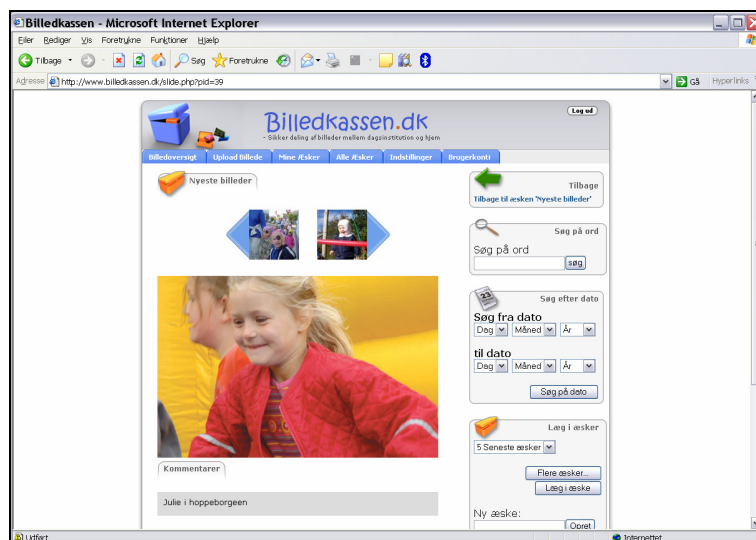 Billedkassen - Microsoft Internet Explorer
Filer Rediger Vis Foretrukne Funktioner Hjælp
Tilbage Søg Foretrukne
Adresse http://www.billedkassen.dk/slide.php?pid=39 Gå Hyperlinks
Log ud
Billedkassen.dk
- Sikker deling af billeder mellem dagsinstitution og hjem
Billedoversigt Upload Billede Mine Æsker Alle Æsker Indstillinger Brugerkonti
Nyeste billeder
Tilbage
Tilbage til æsken 'Nyeste billeder'
Søg på ord
Søg på ord
søg
23
Søg efter dato
Søg fra dato
Dag Måned År
til dato
Dag Måned År
Søg på dato
Læg i æsker
5 Seneste æsker
Flere æsker...
Læg i æske
Ny æske:
Opret
Kommentarer
Julie i hoppeborgeen
Udført Internettet